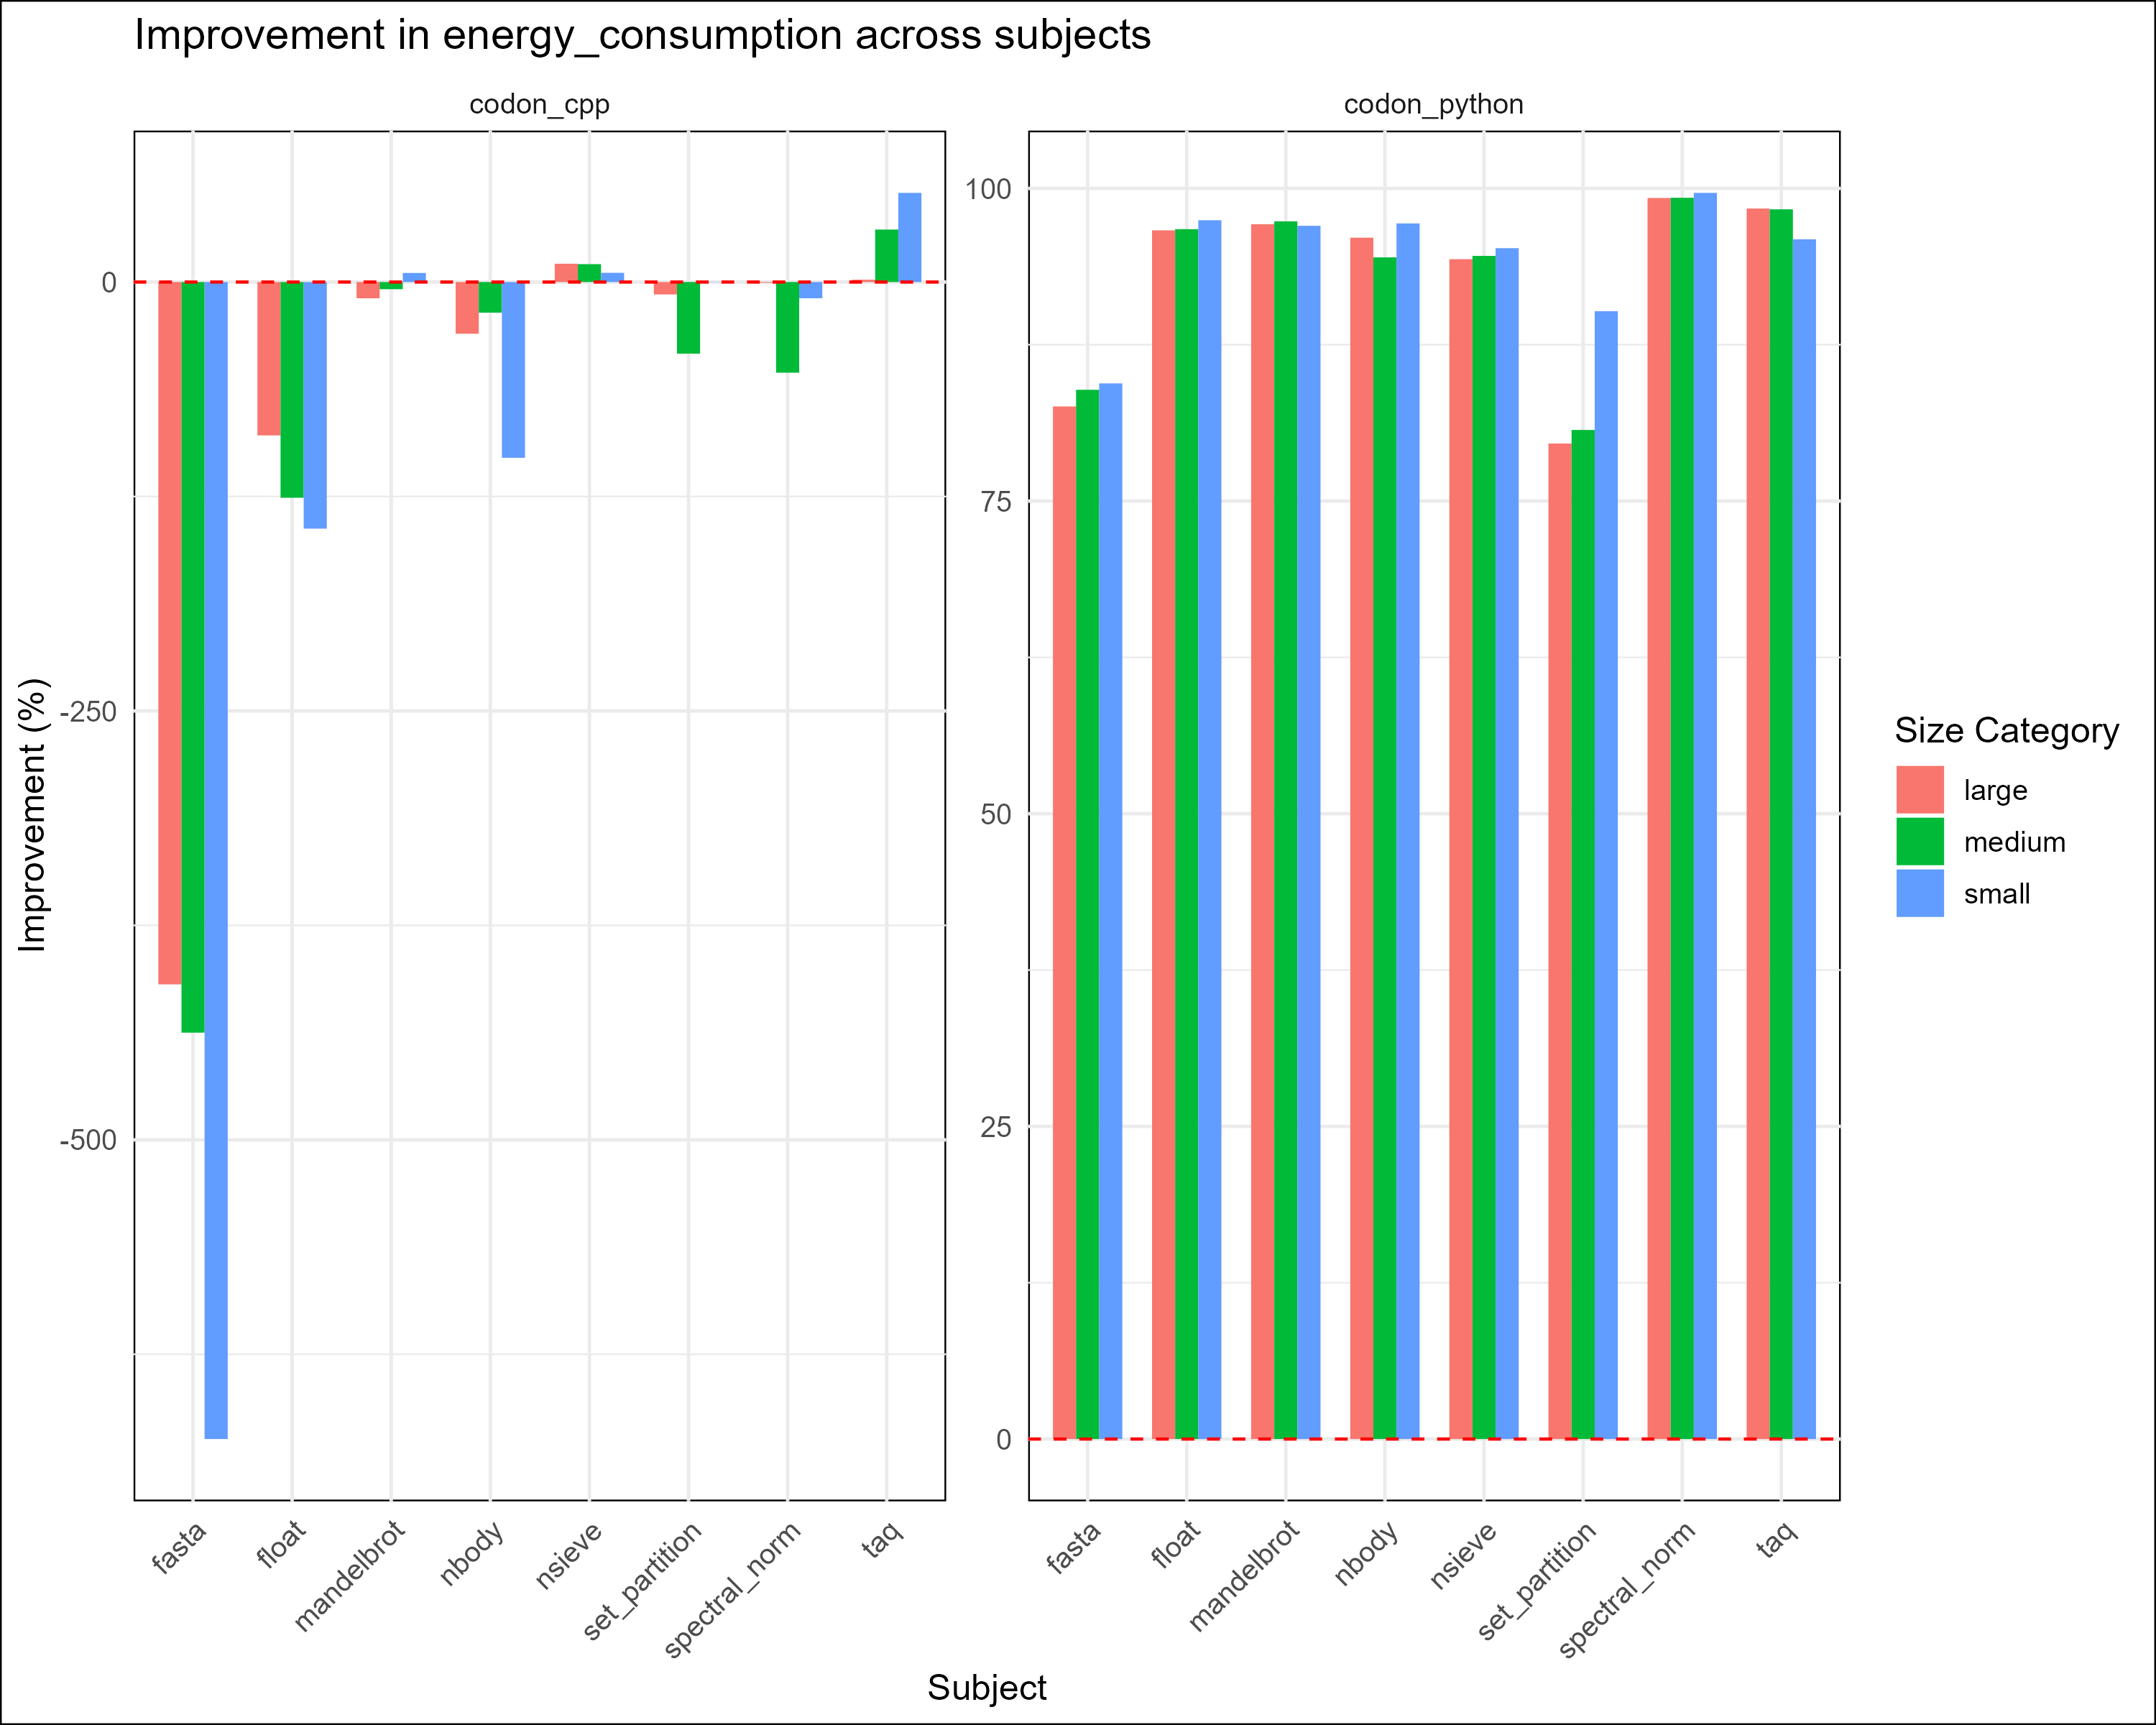 Improvement in energy_consumption across subjects
codon_cpp
codon_python
Improvement (%)
0
-250
-500
100
75
50
25
0
fasta
float
mandelbrot
nbody
nsieve
set_partition
spectral_norm
taq
fasta
float
mandelbrot
nbody
nsieve
set_partition
spectral_norm
taq
Subject
Size Category
large
medium
small